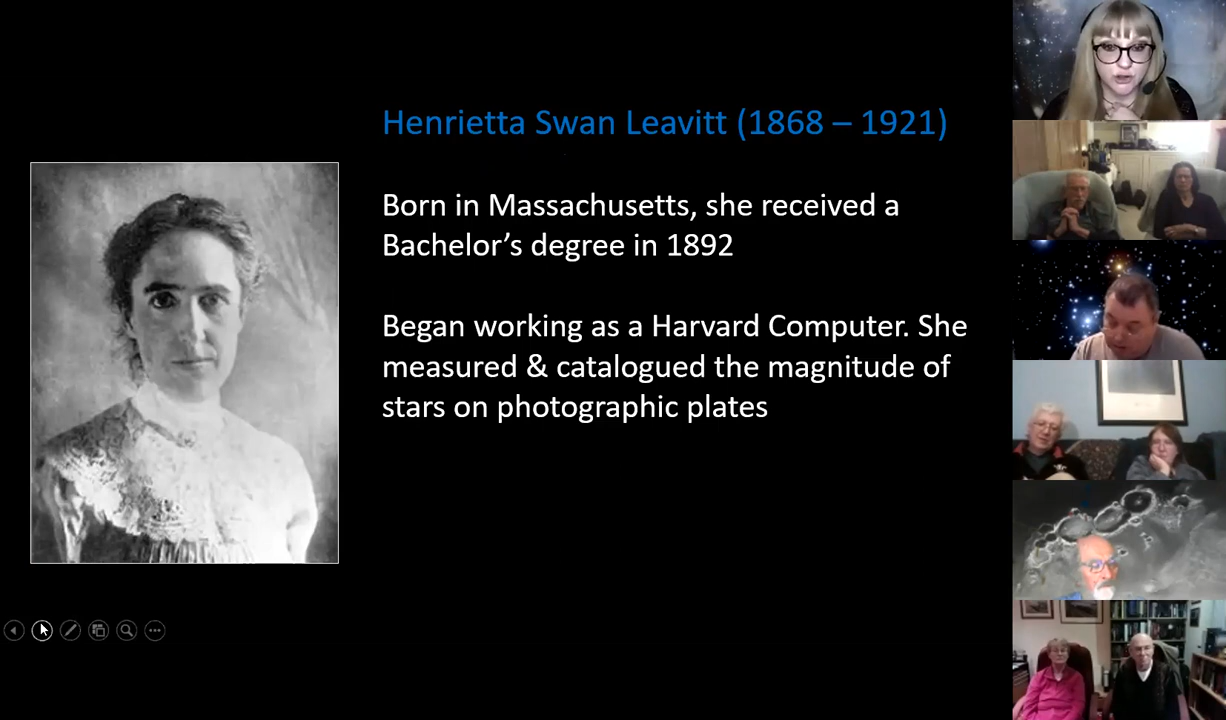 Henrietta Swan Leavitt (1868 – 1921)
Born in Massachusetts, she received a
Bachelor’s degree in 1892
Began working as a Harvard Computer. She
measured & catalogued the magnitude of
stars on photographic plates